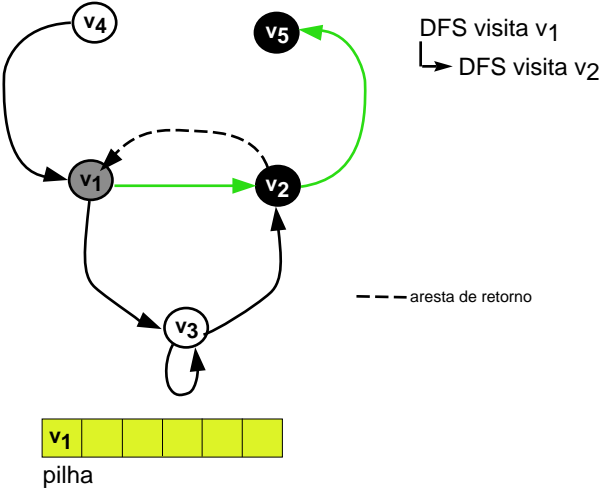 v4
v5
DFS visita v1
DFS visita v2
v1
v2
v3
aresta de retorno
v1
pilha